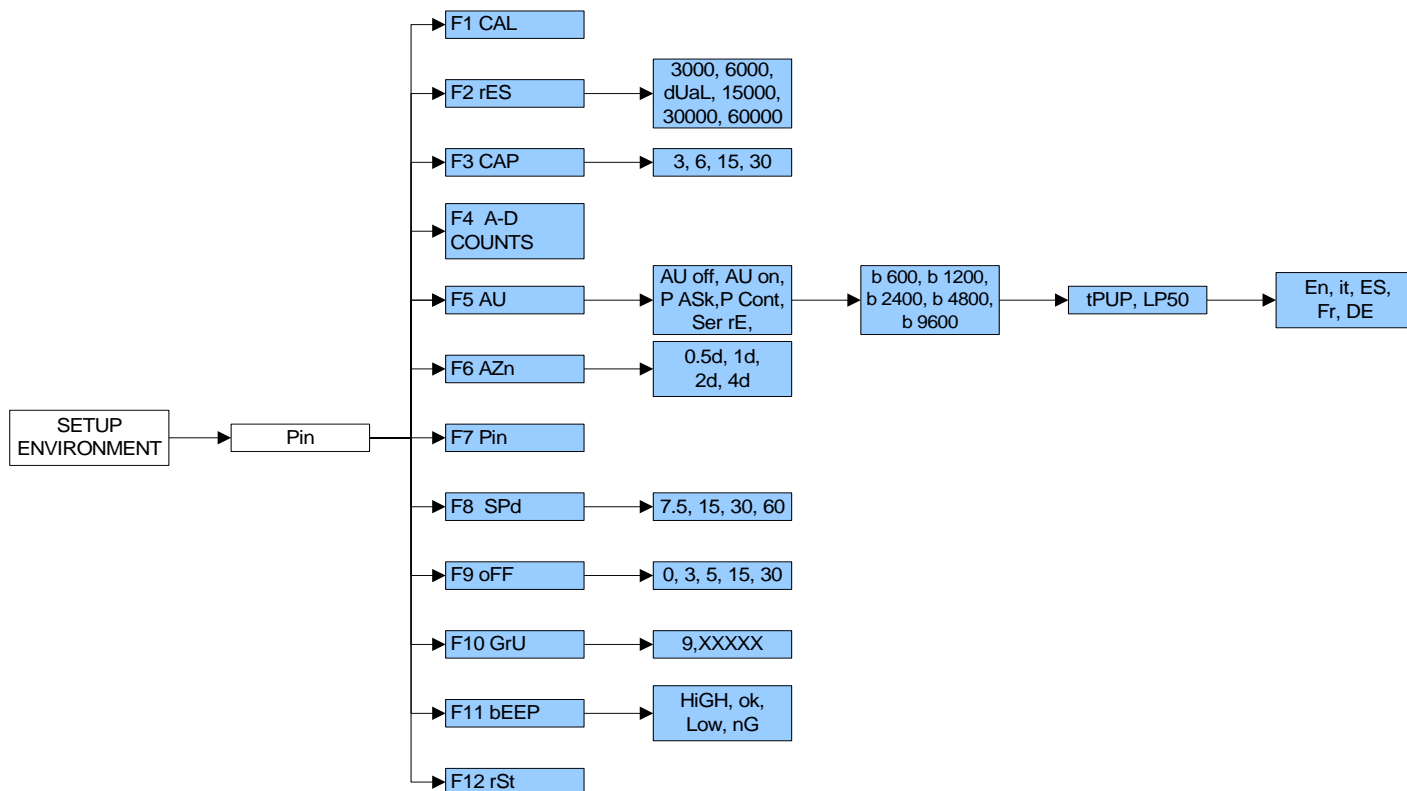 F1 CAL
F2 rES
3000, 6000,
dUaL, 15000,
30000, 60000
F3 CAP
3, 6, 15, 30
F4  A-D
COUNTS
F5 AU
AU off, AU on,
P ASk,P Cont,
Ser rE,
b 600, b 1200,
b 2400, b 4800,
b 9600
tPUP, LP50
En, it, ES,
Fr, DE
F6 AZn
0.5d, 1d,
2d, 4d
SETUP
ENVIRONMENT
Pin
F7 Pin
F8  SPd
7.5, 15, 30, 60
F9 oFF
0, 3, 5, 15, 30
F10 GrU
9,XXXXX
F11 bEEP
HiGH, ok,
Low, nG
F12 rSt